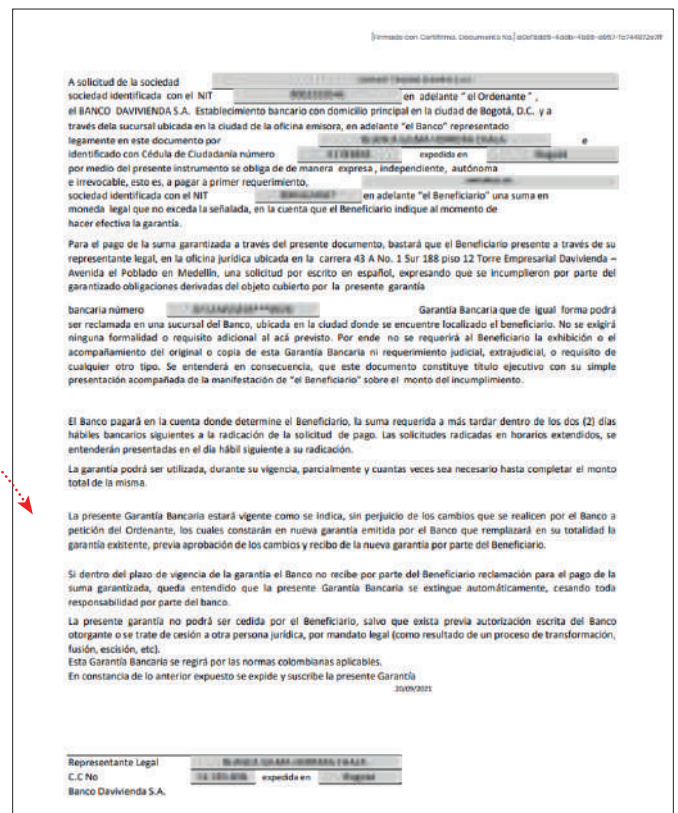 [Firmado con Certifirma. Documento No.]
A solicitud de la sociedad
sociedad identificada con el NIT en adelante " el Ordenante " ,
el BANCO DAVIVIENDA S.A. Establecimiento bancario con domicilio principal en la ciudad de Bogotá, D.C. y a
través dela sucursal ubicada en la ciudad de la oficina emisora, en adelante "el Banco" representado
legamente en este documento por e
identificado con Cédula de Ciudadanía número expedida en
por medio del presente instrumento se obliga de de manera expresa , independiente, autónoma
e irrevocable, esto es, a pagar a primer requerimiento,
sociedad identificada con el NIT en adelante "el Beneficiario" una suma en
moneda legal que no exceda la señalada, en la cuenta que el Beneficiario indique al momento de
hacer efectiva la garantía.
Para el pago de la suma garantizada a través del presente documento, bastará que el Beneficiario presente a través de su
representante legal, en la oficina jurídica ubicada en la carrera 43 A No. 1 Sur 188 piso 12 Torre Empresarial Davivienda –
Avenida el Poblado en Medellín, una solicitud por escrito en español, expresando que se incumplieron por parte del
garantizado obligaciones derivadas del objeto cubierto por la presente garantía
bancaria número Garantía Bancaria que de igual forma podrá
ser reclamada en una sucursal del Banco, ubicada en la ciudad donde se encuentre localizado el beneficiario. No se exigirá
ninguna formalidad o requisito adicional al acá previsto. Por ende no se requerirá al Beneficiario la exhibición o el
acompañamiento del original o copia de esta Garantía Bancaria ni requerimiento judicial, extrajudicial, o requisito de
cualquier otro tipo. Se entenderá en consecuencia, que este documento constituye título ejecutivo con su simple
presentación acompañada de la manifestación de "el Beneficiario" sobre el monto del incumplimiento.
El Banco pagará en la cuenta donde determine el Beneficiario, la suma requerida a más tardar dentro de los dos (2) días
hábiles bancarios siguientes a la radicación de la solicitud de pago. Las solicitudes radicadas en horarios extendidos, se
entenderán presentadas en el día hábil siguiente a su radicación.
La garantía podrá ser utilizada, durante su vigencia, parcialmente y cuantas veces sea necesario hasta completar el monto
total de la misma.
La presente Garantía Bancaria estará vigente como se indica, sin perjuicio de los cambios que se realicen por el Banco a
petición del Ordenante, los cuales constarán en nueva garantía emitida por el Banco que remplazará en su totalidad la
garantía existente, previa aprobación de los cambios y recibo de la nueva garantía por parte del Beneficiario.
Si dentro del plazo de vigencia de la garantía el Banco no recibe por parte del Beneficiario reclamación para el pago de la
suma garantizada, queda entendido que la presente Garantía Bancaria se extingue automáticamente, cesando toda
responsabilidad por parte del banco.
La presente garantía no podrá ser cedida por el Beneficiario, salvo que exista previa autorización escrita del Banco
otorgante o se trate de cesión a otra persona jurídica, por mandato legal (como resultado de un proceso de transformación,
fusión, escisión, etc).
Esta Garantía Bancaria se regirá por las normas colombianas aplicables.
En constancia de lo anterior expuesto se expide y suscribe la presente Garantía
20/09/2021
Representante Legal
C.C No expedida en
Banco Davivienda S.A.